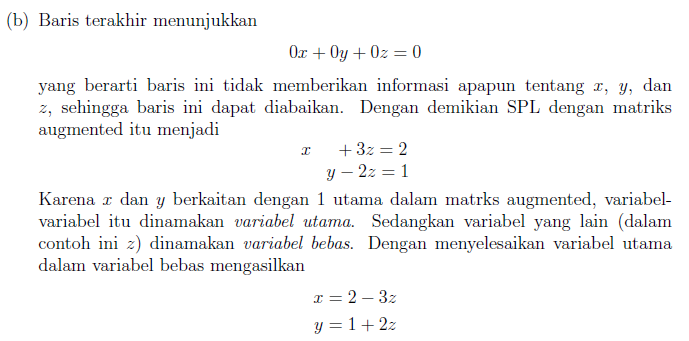 (b) Baris terakhir menunjukkan
0x + 0y + 0z = 0
yang berarti baris ini tidak memberikan informasi apapun tentang x, y, dan
z, sehingga baris ini dapat diabaikan. Dengan demikian SPL dengan matriks
augmented itu menjadi
x + 3z = 2
y − 2z = 1
Karena x dan y berkaitan dengan 1 utama dalam matrks augmented, variabel-
variabel itu dinamakan variabel utama. Sedangkan variabel yang lain (dalam
contoh ini z) dinamakan variabel bebas. Dengan menyelesaikan variabel utama
dalam variabel bebas mengasilkan
x = 2 − 3z
y = 1 + 2z